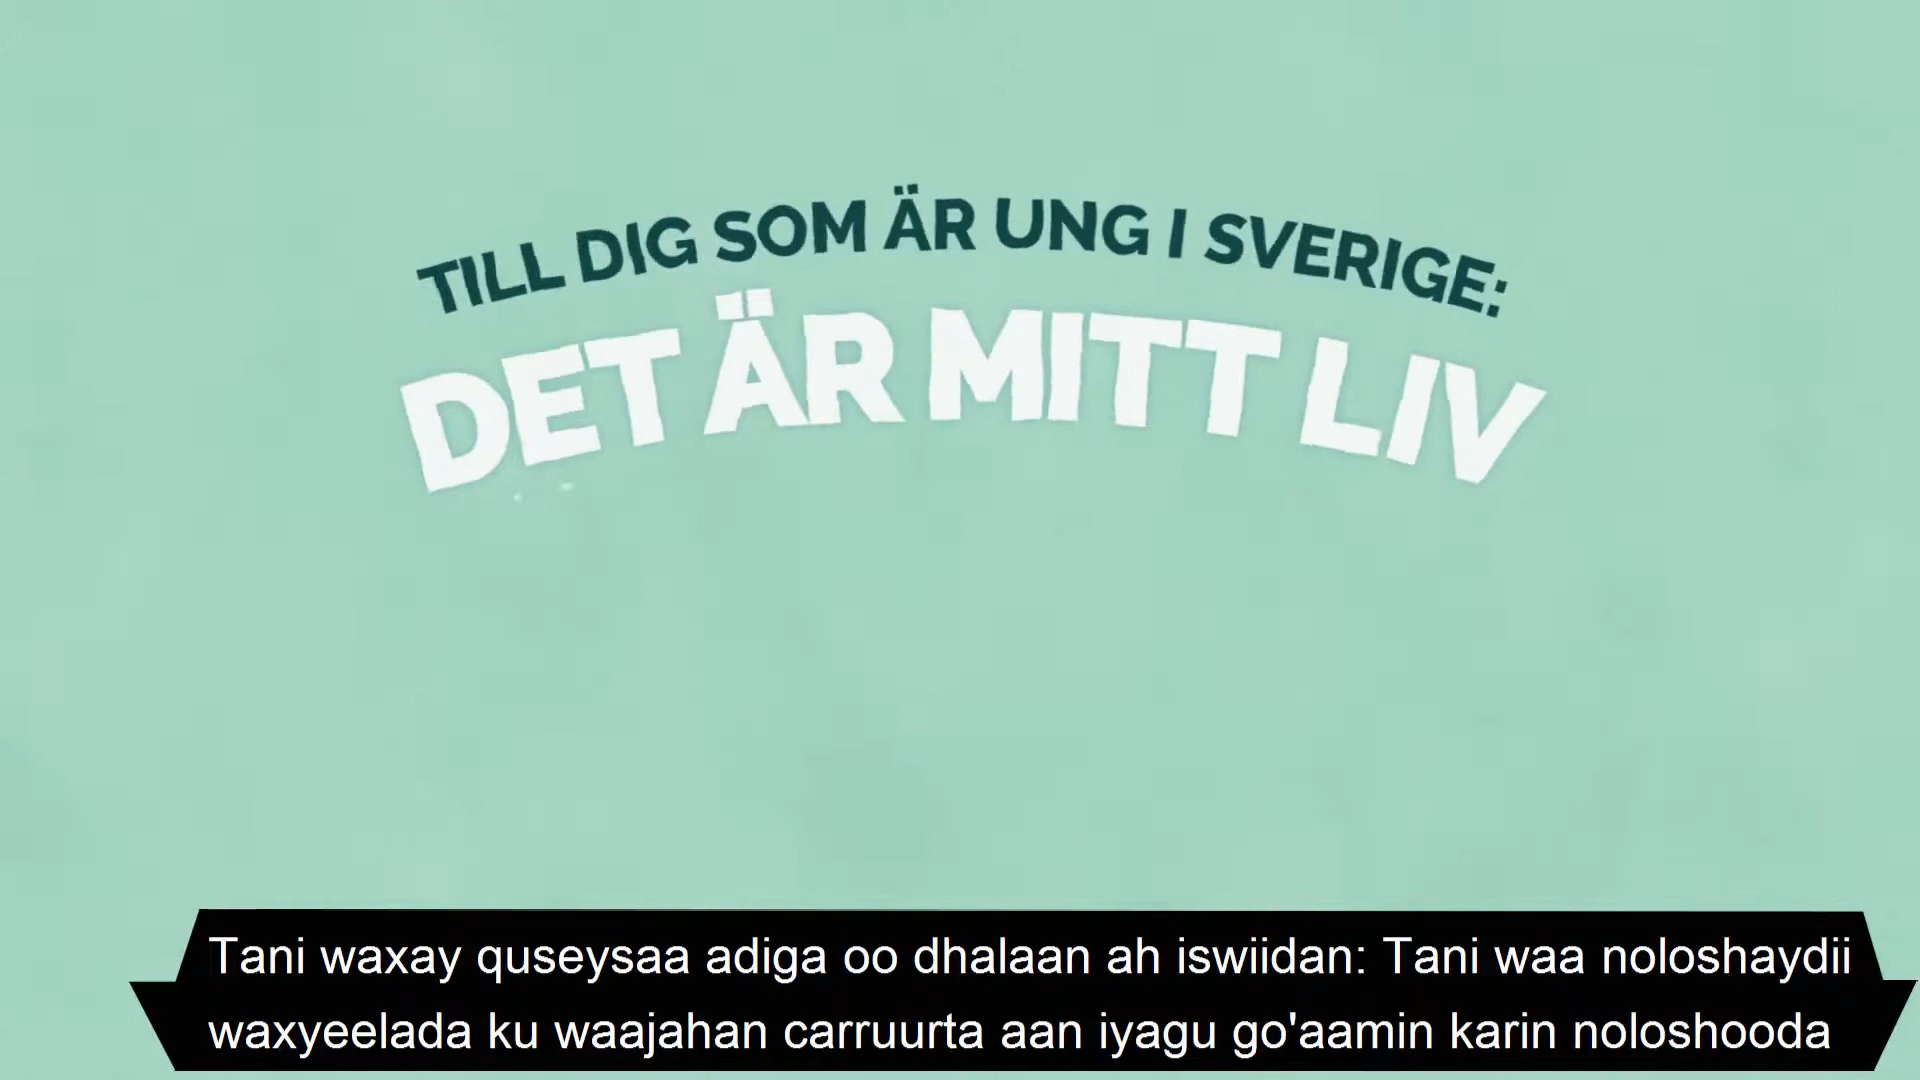 TILL DIG SOM ÄR UNG I SVERIGE:
DET ÄR MITT LIV
Tani waxay quseysaa adiga oo dhalaan ah iswiidan: Tani waa noloshaydii
waxyeelada ku waajahan carruurta aan iyagu go'aamin karin noloshooda